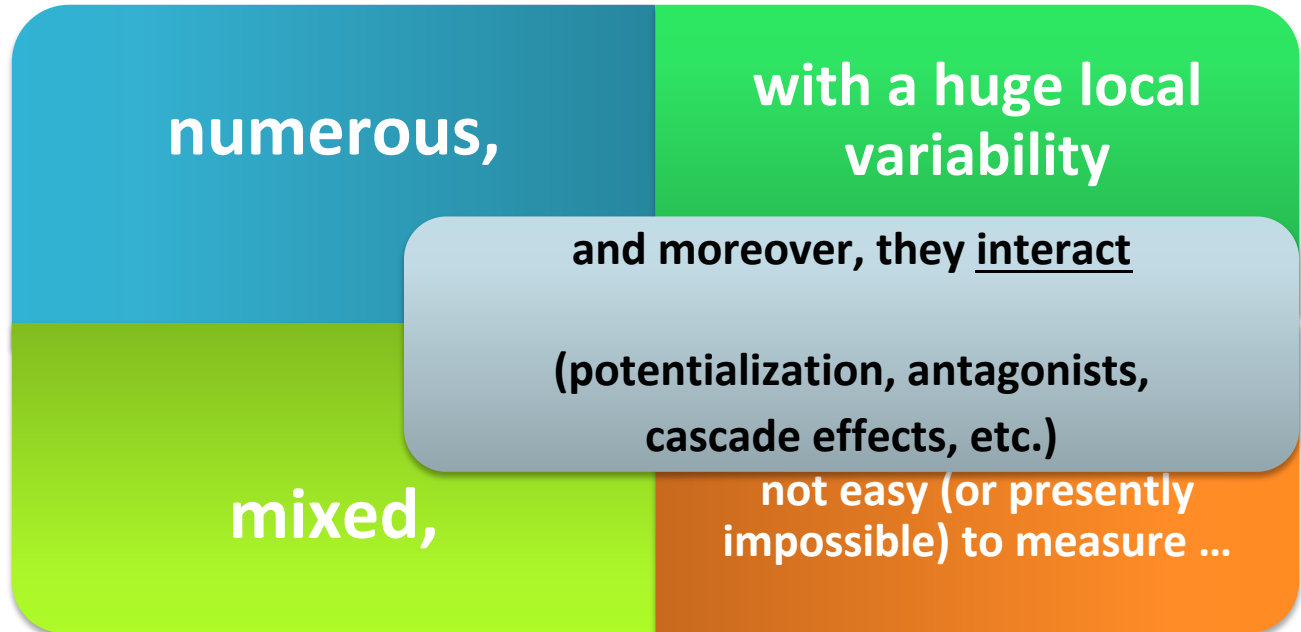 numerous,
with a huge local
variability
and moreover, they interact
(potentialization, antagonists,
cascade effects, etc.)
mixed,
not easy (or presently
impossible) to measure ...